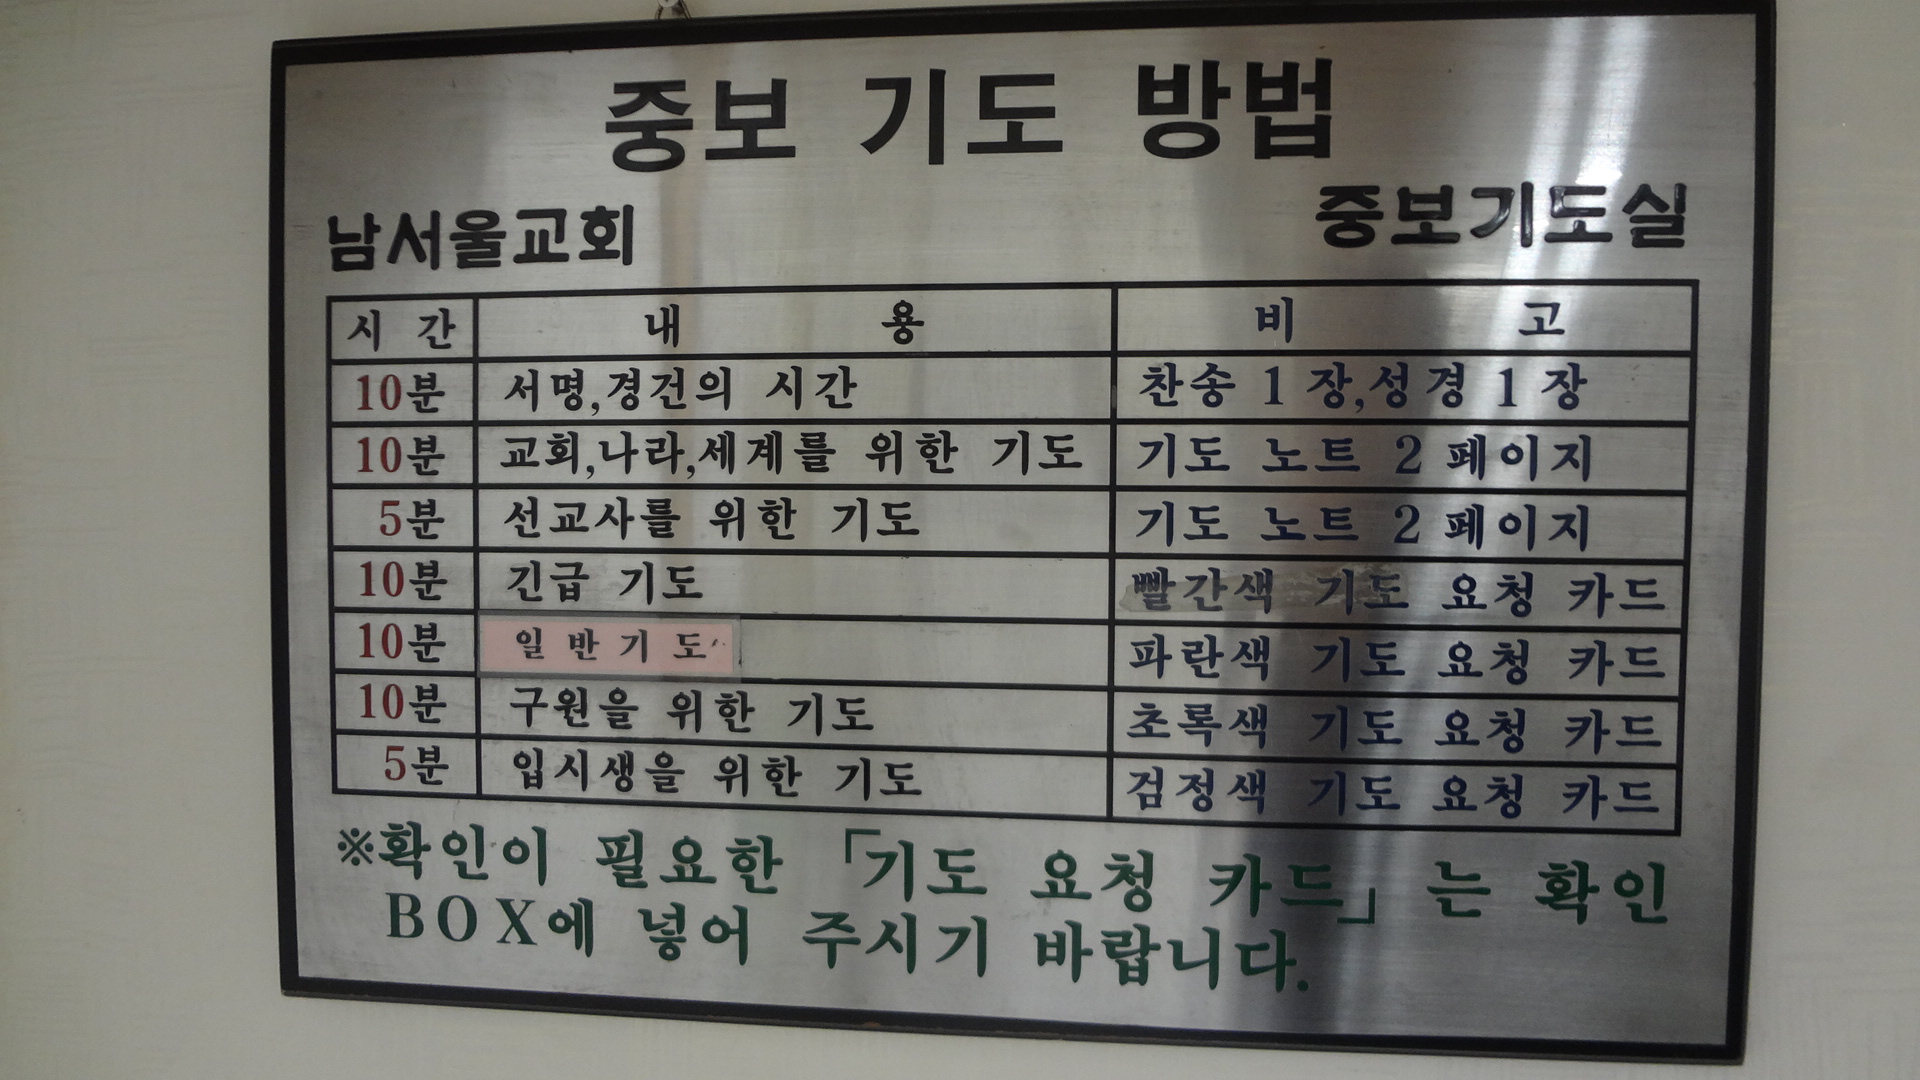 중보 기도 방법
남서울교회 중보기도실
시 간 내 용 비 고
10분 서명,경건의 시간 찬송 1 장,성경 1 장
10분 교회,나라,세계를 위한 기도 기도 노트 2 페이지
5분 선교사를 위한 기도 기도 노트 2 페이지
10분 긴급 기도 빨간색 기도 요청 카드
10분 일 반 기 도 파란색 기도 요청 카드
10분 구원을 위한 기도 초록색 기도 요청 카드
5분 입시생을 위한 기도 검정색 기도 요청 카드
※확인이 필요한 「기도 요청 카드」 는 확인
BOX에 넣어 주시기 바랍니다.